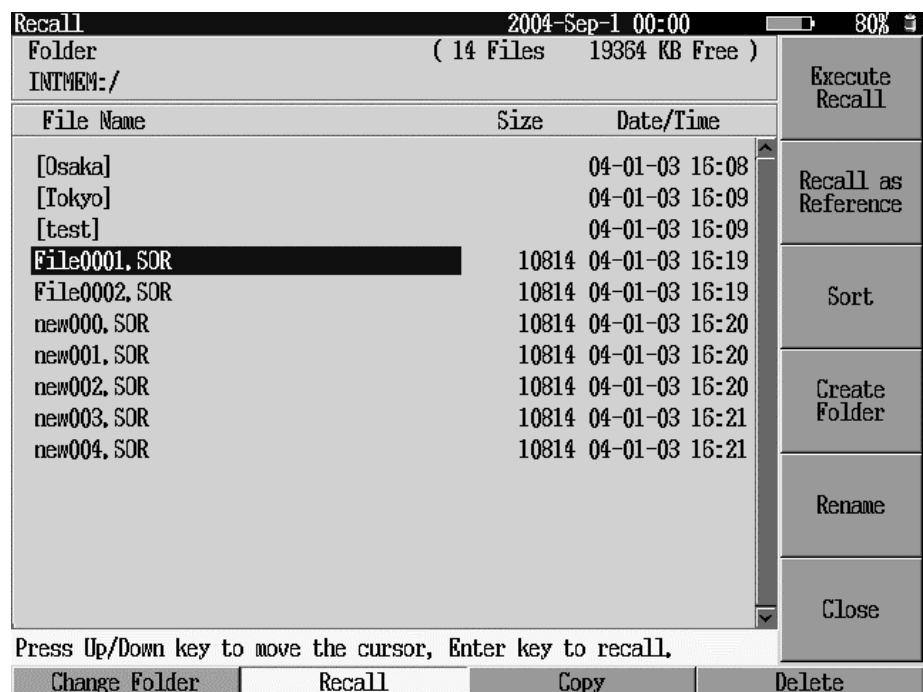 Recall 2004-Sep-1 00:00 80%
Folder ( 14 Files 19364 KB Free )
INTMEM:/
File Name Size Date/Time
[Osaka] 04-01-03 16:08
[Tokyo] 04-01-03 16:09
[test] 04-01-03 16:09
File0001.SOR 10814 04-01-03 16:19
File0002.SOR 10814 04-01-03 16:19
new000.SOR 10814 04-01-03 16:20
new001.SOR 10814 04-01-03 16:20
new002.SOR 10814 04-01-03 16:20
new003.SOR 10814 04-01-03 16:21
new004.SOR 10814 04-01-03 16:21
Press Up/Down key to move the cursor, Enter key to recall.
Execute
Recall
Recall as
Reference
Sort
Create
Folder
Rename
Close
Change Folder Recall Copy Delete